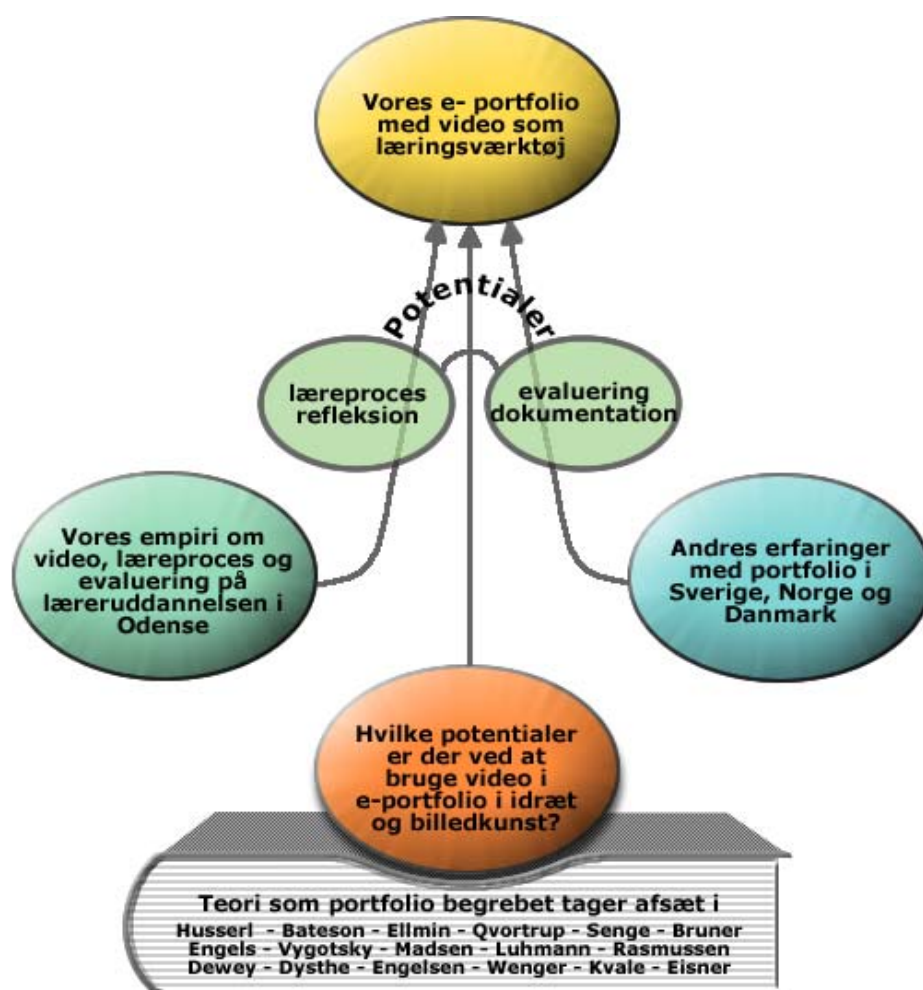 Vores e- portfolio
med video som
læringsværktøj
Potentialer
læreproces
refleksion
evaluering
dokumentation
Vores empiri om
video, læreproces og
evaluering på
læreruddannelsen i
Odense
Andres erfaringer
med portfolio i
Sverige, Norge og
Danmark
Hvilke potentialer
er der ved at
bruge video i
e-portfolio i idræt
og billedkunst?
Teori som portfolio begrebet tager afsæt i
Husserl - Bateson - Ellmin - Qvortrup - Senge - Bruner
Engels - Vygotsky - Madsen - Luhmann - Rasmussen
Dewey - Dysthe - Engelsen - Wenger - Kvale - Eisner